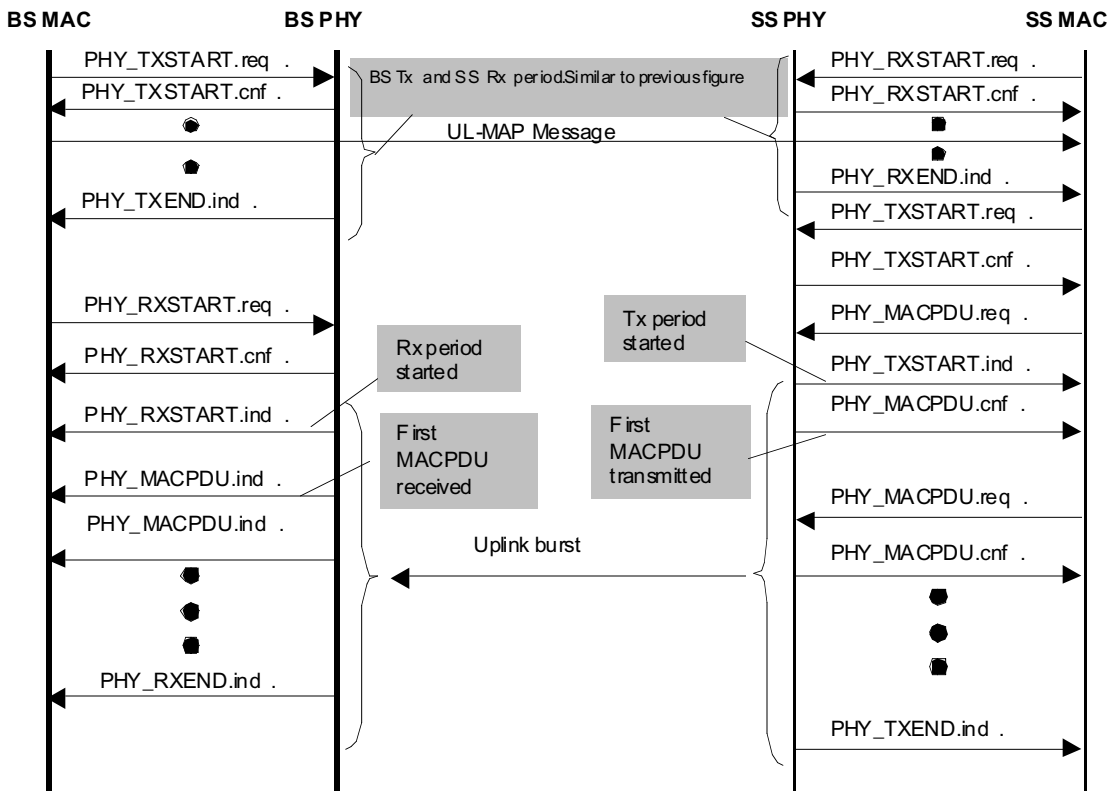 BS MAC BS PHY SS PHY SS MAC
PHY_TXSTART.req .
PHY_TXSTART.cnf .
BS Tx and SS Rx period.Similar to previous figure
PHY_RXSTART.req .
PHY_RXSTART.cnf .
UL-MAP Message
PHY_TXEND.ind .
PHY_RXEND.ind .
PHY_TXSTART.req .
PHY_TXSTART.cnf .
PHY_RXSTART.req .
PHY_RXSTART.cnf .
Rx period
started
Tx period
started
PHY_MACPDU.req .
PHY_TXSTART.ind .
PHY_MACPDU.cnf .
PHY_RXSTART.ind .
First
MACPDU
received
First
MACPDU
transmitted
PHY_MACPDU.ind .
PHY_MACPDU.ind .
PHY_MACPDU.req .
Uplink burst
PHY_MACPDU.cnf .
PHY_RXEND.ind .
PHY_TXEND.ind .